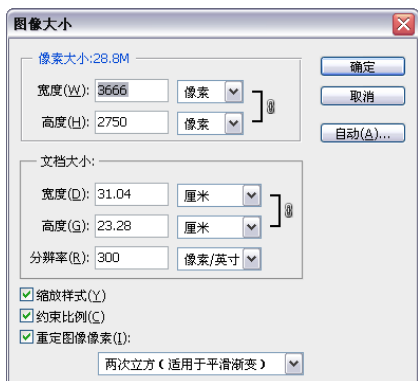 图像大小
像素大小:28.8M
宽度(W): 3666 像素
高度(H): 2750 像素
确定
取消
自动(A)...
文档大小:
宽度(D): 31.04 厘米
高度(G): 23.28 厘米
分辨率(R): 300 像素/英寸
缩放样式(Y)
约束比例(C)
重定图像像素(I):
两次立方（适用于平滑渐变）